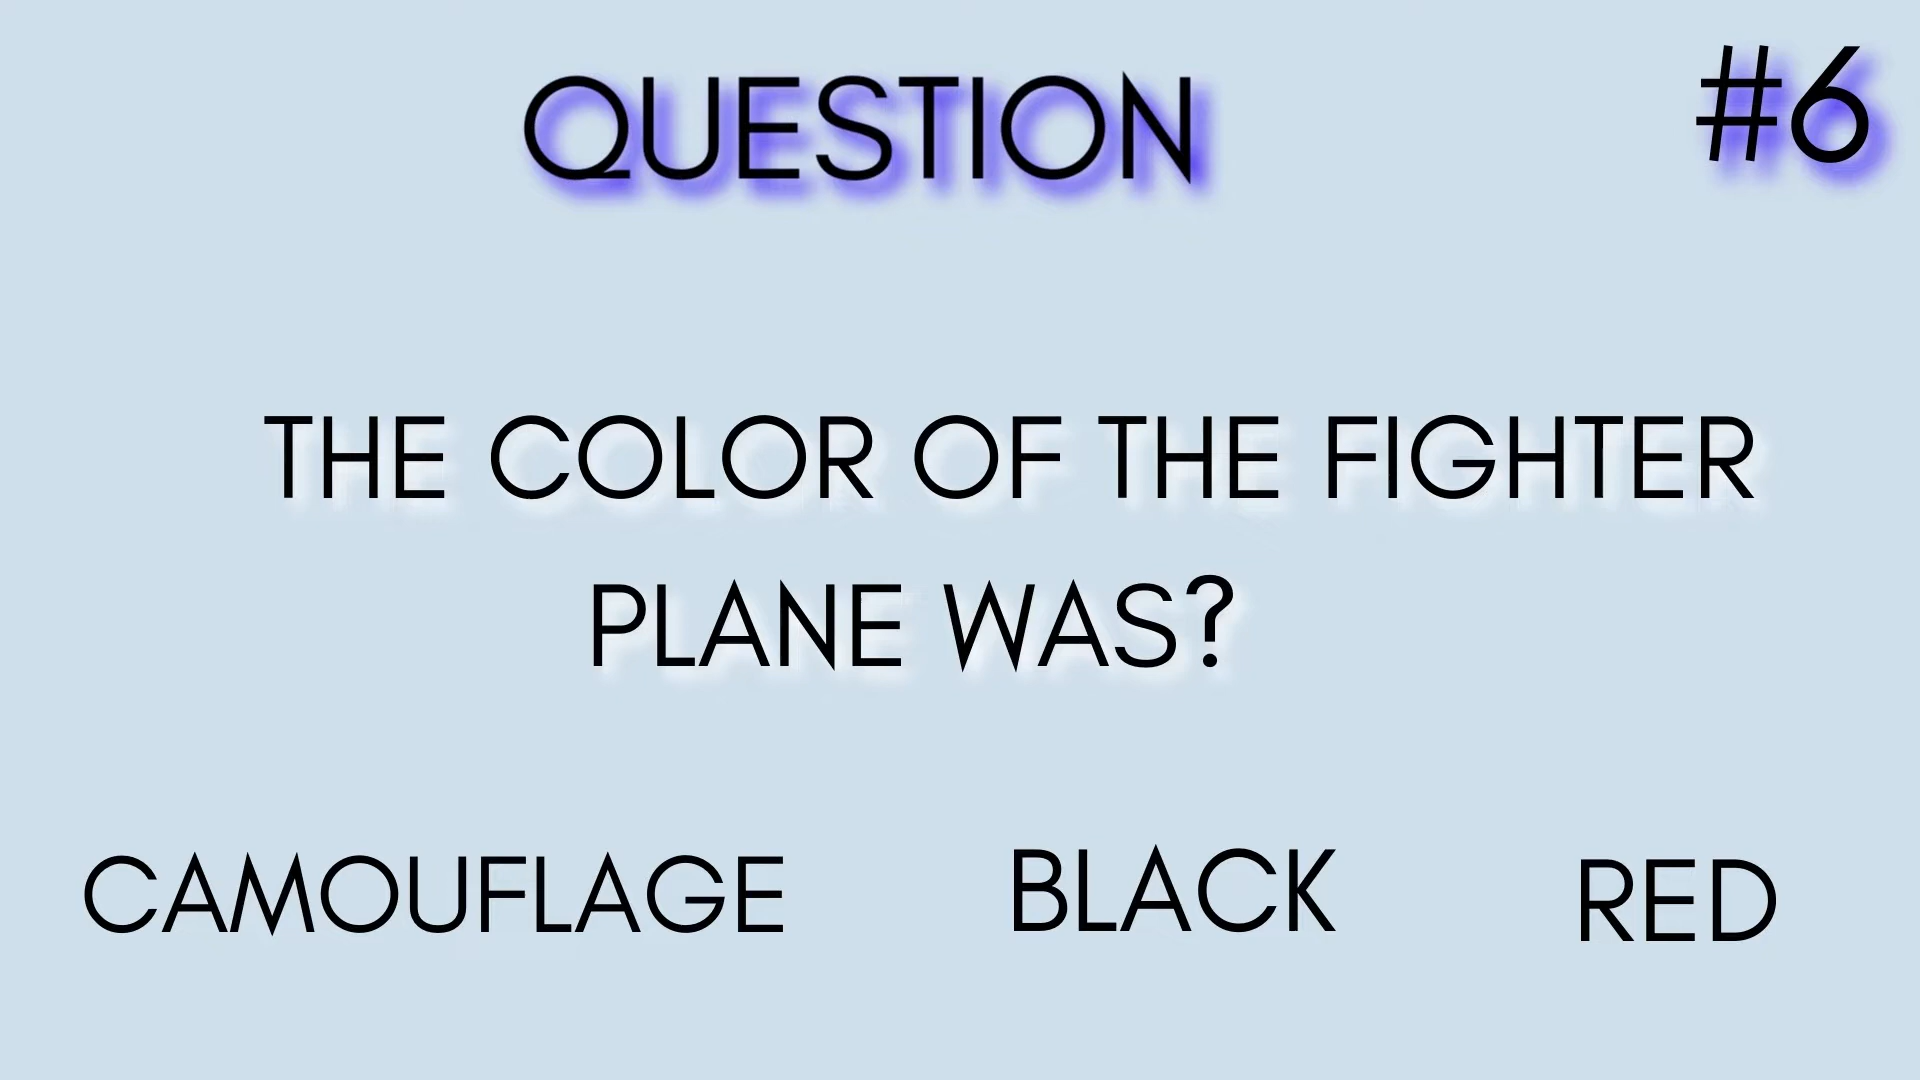 QUESTION
#6
THE COLOR OF THE FIGHTER
PLANE WAS?
CAMOUFLAGE BLACK RED